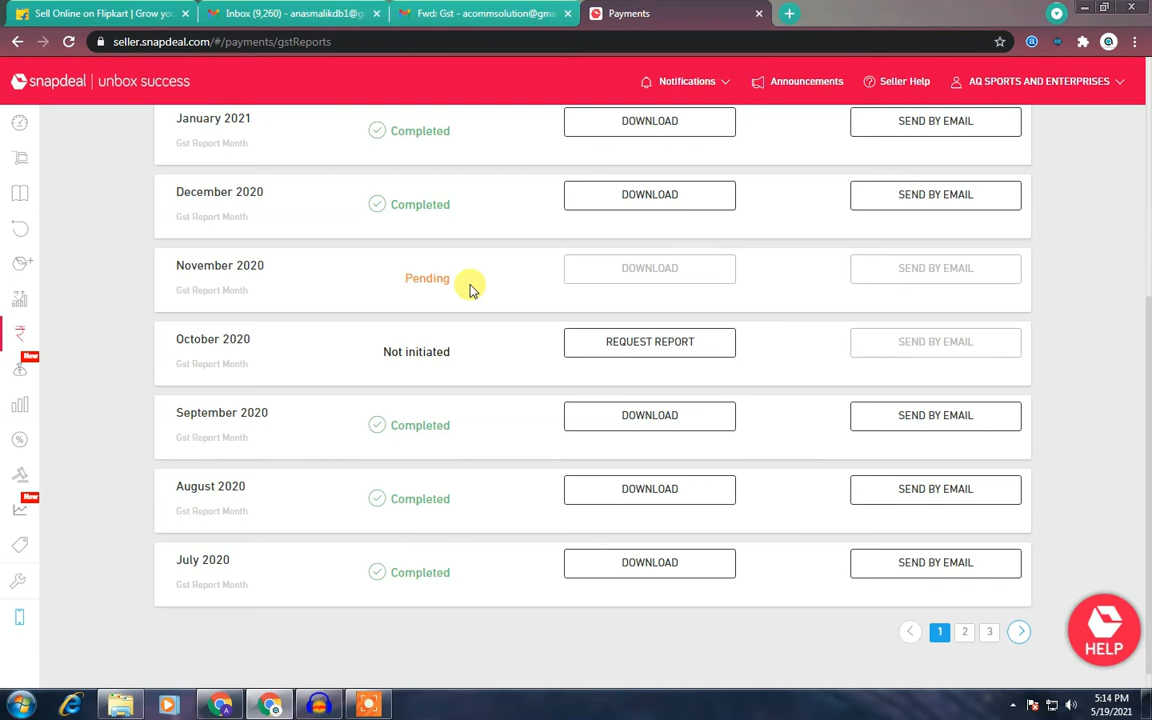 Sell Online on Flipkart | Grow you
Inbox (9,260) - anasmalikdb1@g
Fwd: Gst - acommsolution@gma
Payments
seller.snapdeal.com/#/payments/gstReports
snapdeal | unbox success
Notifications
Announcements
Seller Help
AQ SPORTS AND ENTERPRISES
January 2021
Gst Report Month
Completed
DOWNLOAD
SEND BY EMAIL
December 2020
Gst Report Month
Completed
DOWNLOAD
SEND BY EMAIL
November 2020
Gst Report Month
Pending
DOWNLOAD
SEND BY EMAIL
October 2020
Gst Report Month
Not initiated
REQUEST REPORT
SEND BY EMAIL
September 2020
Gst Report Month
Completed
DOWNLOAD
SEND BY EMAIL
August 2020
Gst Report Month
Completed
DOWNLOAD
SEND BY EMAIL
July 2020
Gst Report Month
Completed
DOWNLOAD
SEND BY EMAIL
New
New
1 2 3
HELP
5:14 PM
5/19/2021